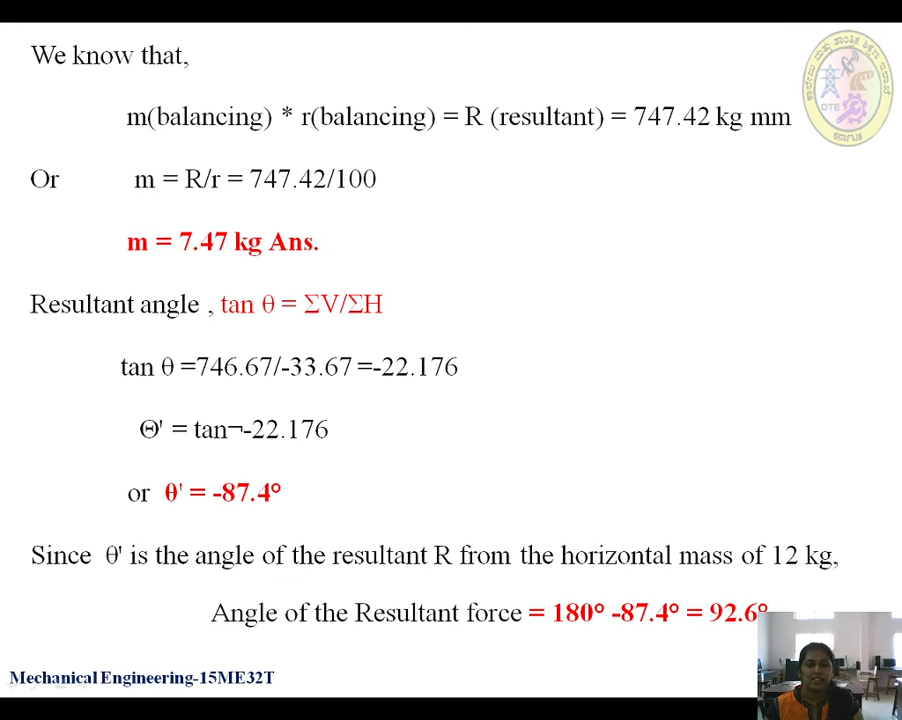 We know that,
m(balancing) * r(balancing) = R (resultant) = 747.42 kg mm
Or m = R/r = 747.42/100
m = 7.47 kg Ans.
Resultant angle , tan θ = ΣV/ΣH
tan θ =746.67/-33.67 =-22.176
Θ' = tan¬-22.176
or θ' = -87.4°
Since θ' is the angle of the resultant R from the horizontal mass of 12 kg,
Angle of the Resultant force = 180° -87.4° = 92.6°
Mechanical Engineering-15ME32T
DTE